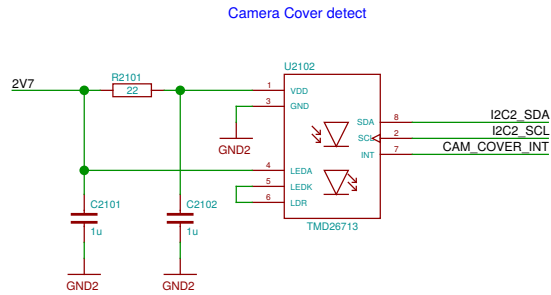 Camera Cover detect
U2102
R2101
2V7
22
1
VDD
3
GND
SDA
8
I2C2_SDA
SCL
2
I2C2_SCL
INT
7
CAM_COVER_INT
GND2
4
LEDA
5
LEDK
6
LDR
C2101
1u
C2102
1u
TMD26713
GND2
GND2